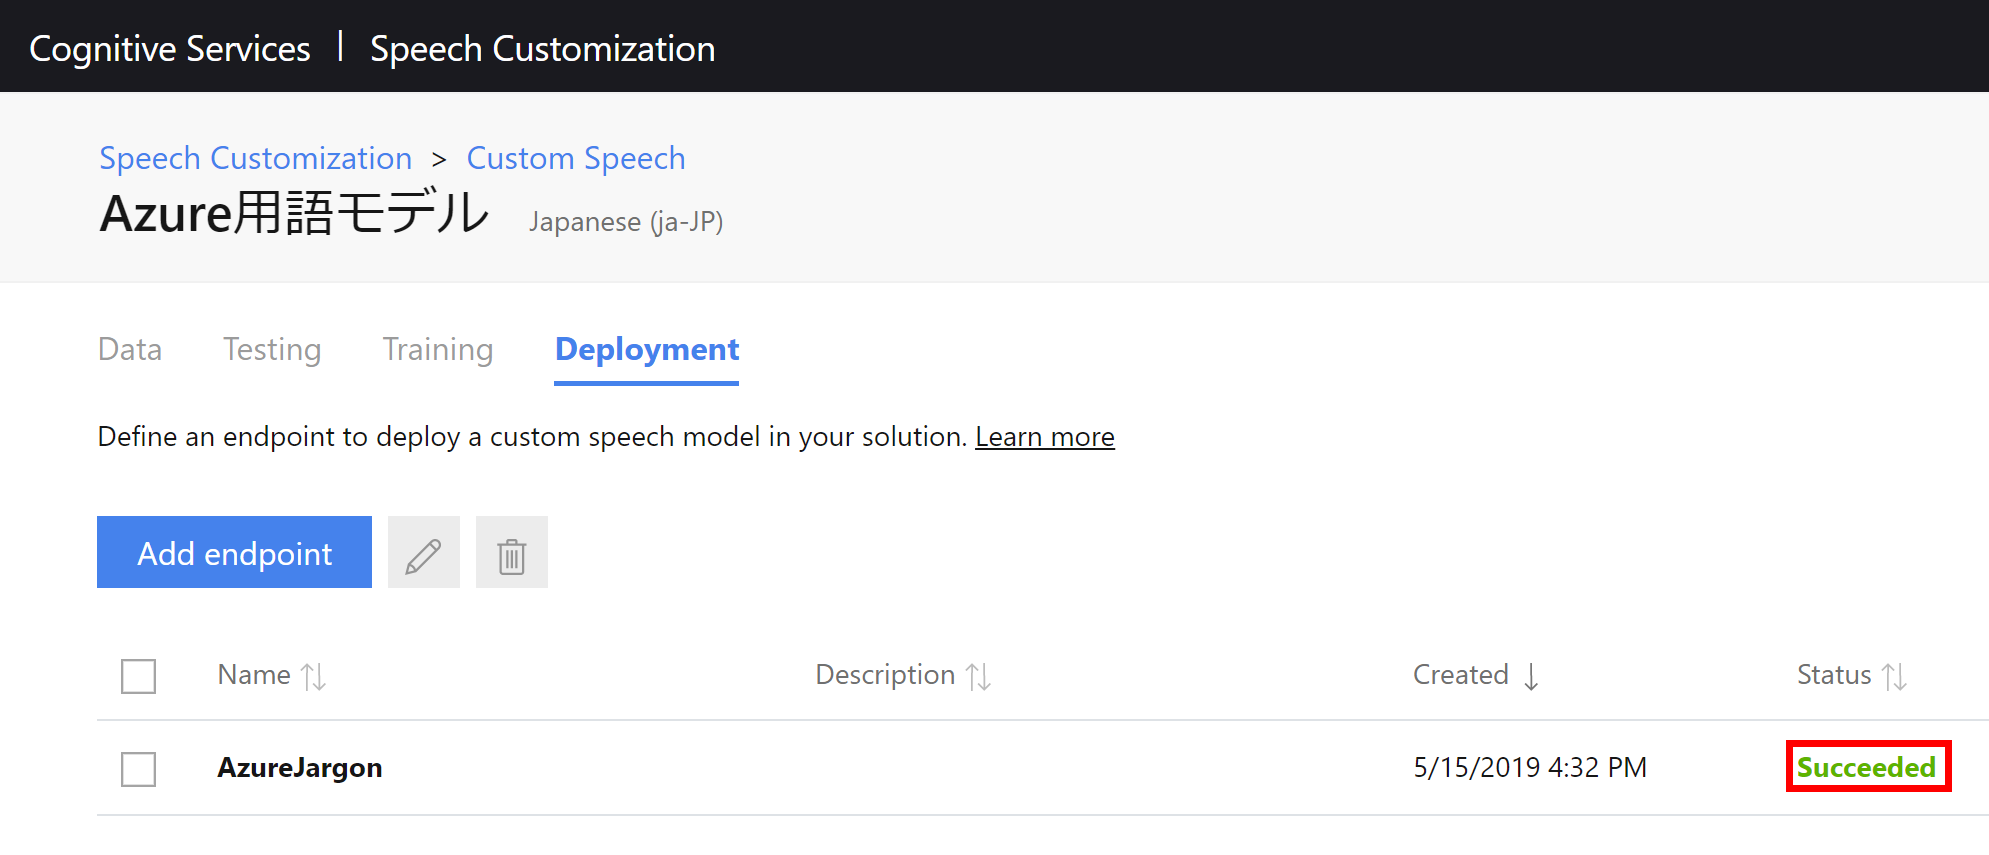 Cognitive Services | Speech Customization
Speech Customization > Custom Speech
Azure用語モデル Japanese (ja-JP)
Data Testing Training Deployment
Define an endpoint to deploy a custom speech model in your solution. Learn more
Add endpoint
Name Description Created Status
AzureJargon 5/15/2019 4:32 PM Succeeded